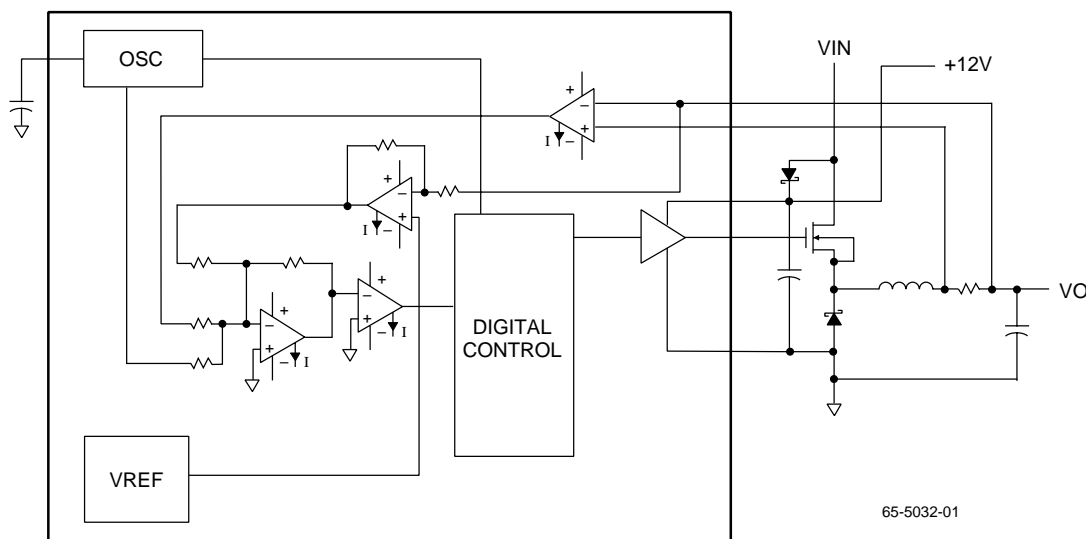 OSC
VIN
+12V
+
−
+
I
−
+
−
+
I
−
+
−
+
I
−
+
−
+
I
−
DIGITAL
CONTROL
VO
VREF
65-5032-01